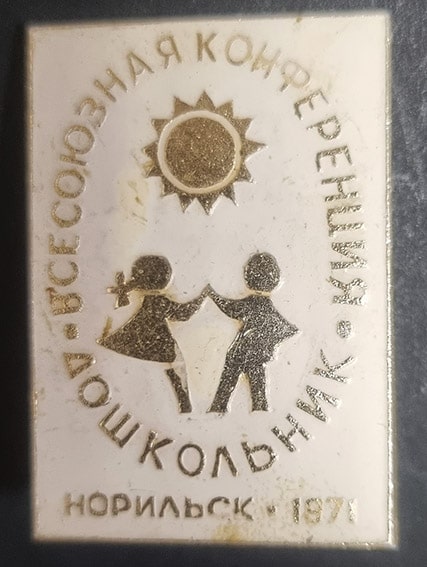 ВСЕСОЮЗНАЯ КОНФЕРЕНЦИЯ
• ДОШКОЛЬНИК •
НОРИЛЬСК • 1971